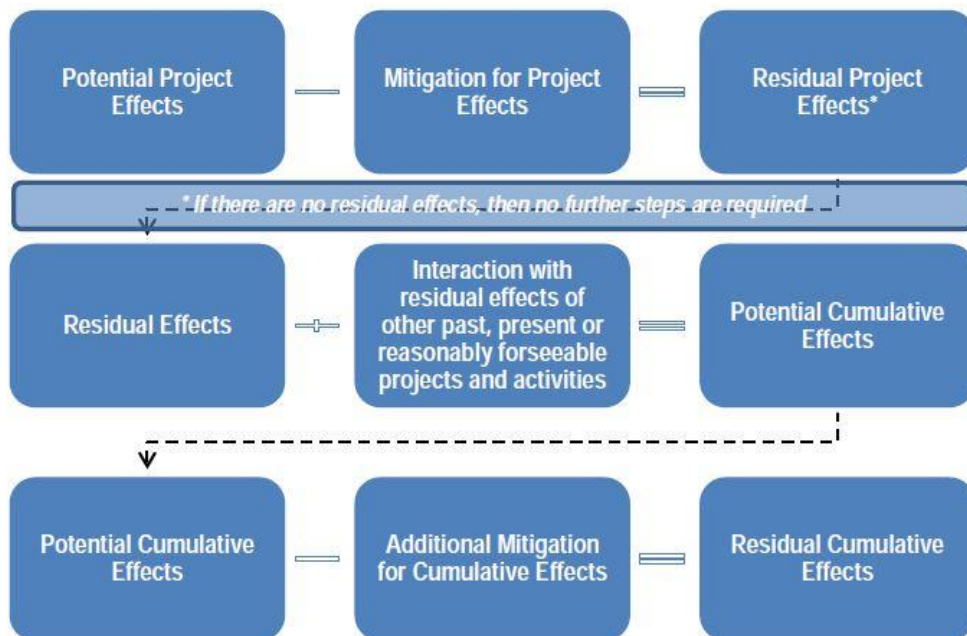 Potential Project
Effects
Mitigation for Project
Effects
Residual Project
Effects*
* If there are no residual effects, then no further steps are required
Residual Effects
Interaction with
residual effects of
other past, present or
reasonably forseeable
projects and activities
Potential Cumulative
Effects
Potential Cumulative
Effects
Additional Mitigation
for Cumulative Effects
Residual Cumulative
Effects